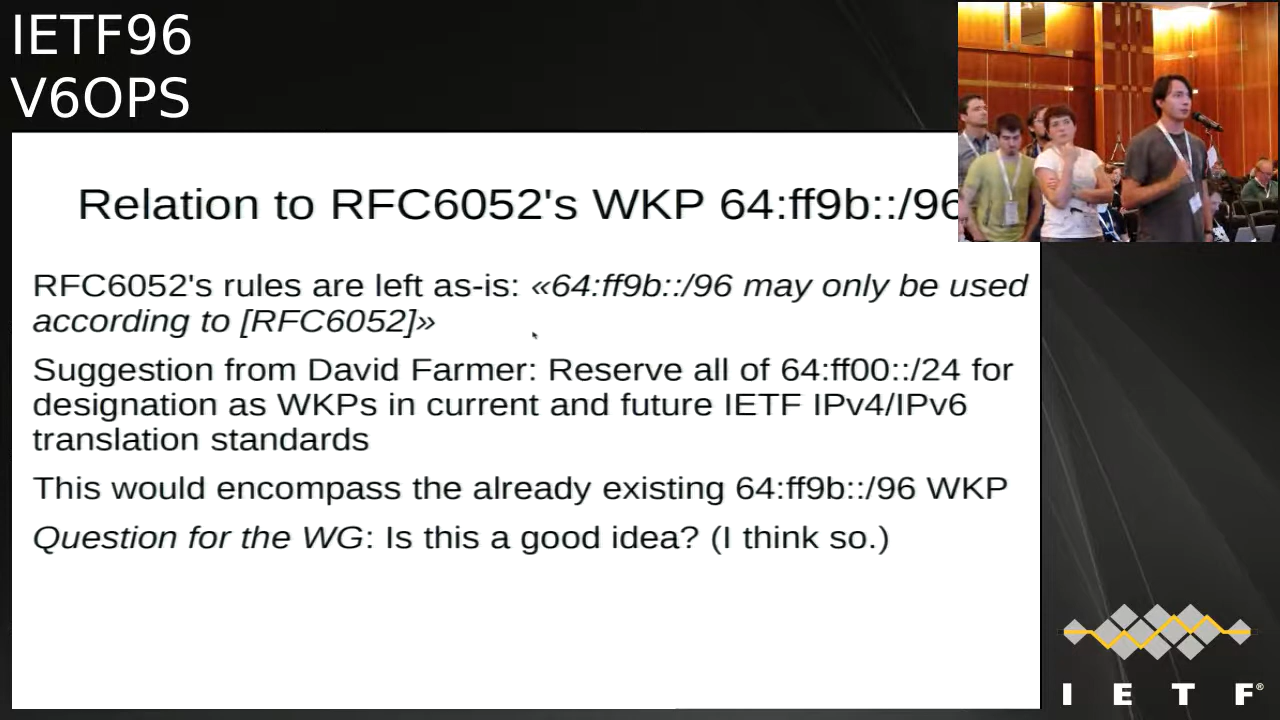 IETF96
V6OPS
Relation to RFC6052's WKP 64:ff9b::/96
RFC6052's rules are left as-is: «64:ff9b::/96 may only be used
according to [RFC6052]»
Suggestion from David Farmer: Reserve all of 64:ff00::/24 for
designation as WKPs in current and future IETF IPv4/IPv6
translation standards
This would encompass the already existing 64:ff9b::/96 WKP
Question for the WG: Is this a good idea? (I think so.)
I E T F®